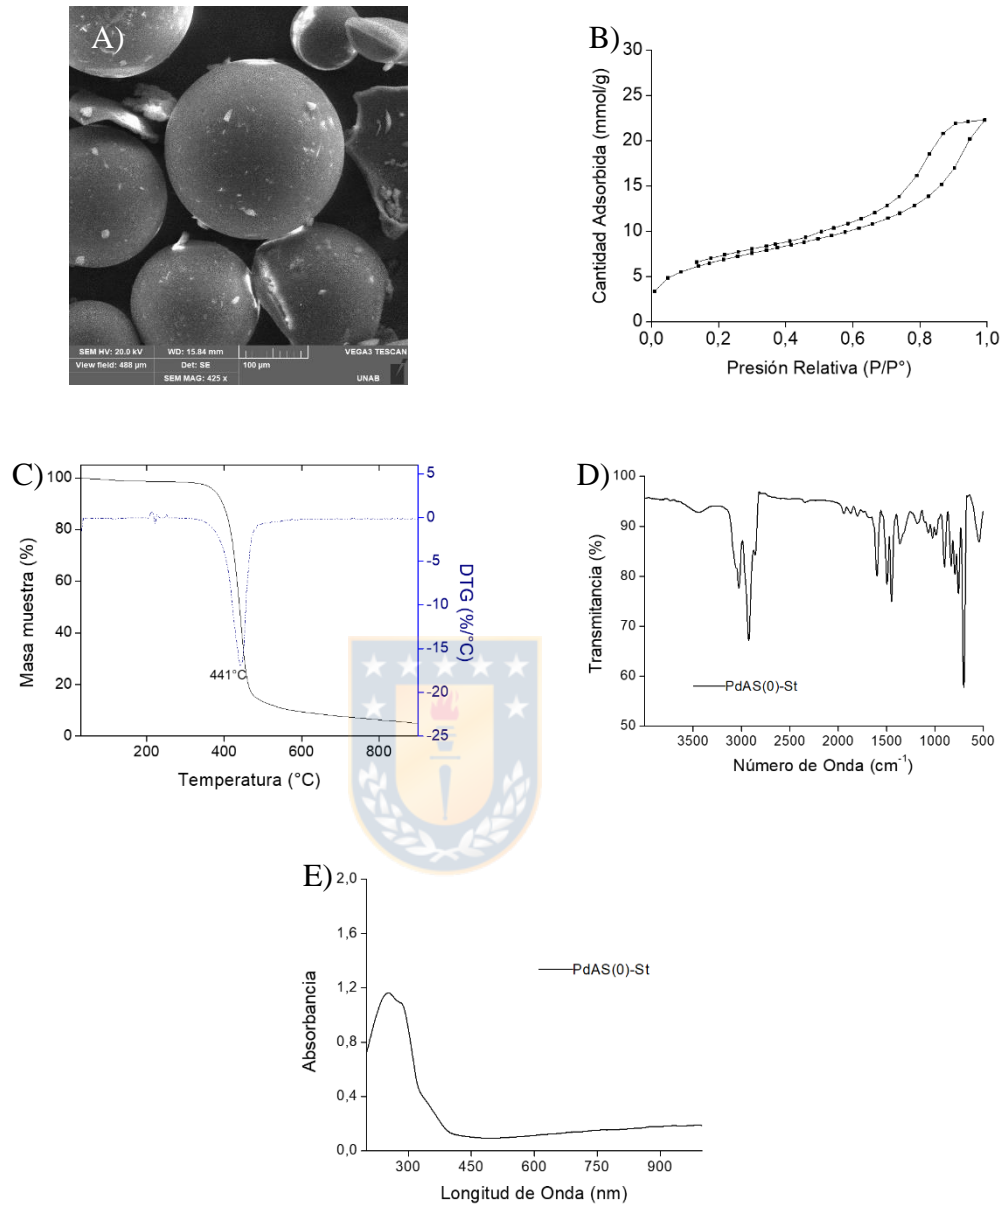 A)
SEM HV: 20.0 kV WD: 15.84 mm VEGA3 TESCAN
View field: 488 µm Det: SE 100 µm
SEM MAG: 425 x UNAB
B)
30
25
20
15
10
5
0
Cantidad Adsorbida (mmol/g)
0,0 0,2 0,4 0,6 0,8 1,0
Presión Relativa (P/P°)
C)
100
80
60
40
20
0
Masa muestra (%)
441°C
5
0
-5
-10
-15
-20
-25
DTG (%/°C)
200 400 600 800
Temperatura (°C)
D)
100
90
80
70
60
50
Transmitancia (%)
PdAS(0)-St
3500 3000 2500 2000 1500 1000 500
Número de Onda (cm⁻¹)
E)
2,0
1,6
1,2
0,8
0,4
0,0
Absorbancia
PdAS(0)-St
300 450 600 750 900
Longitud de Onda (nm)